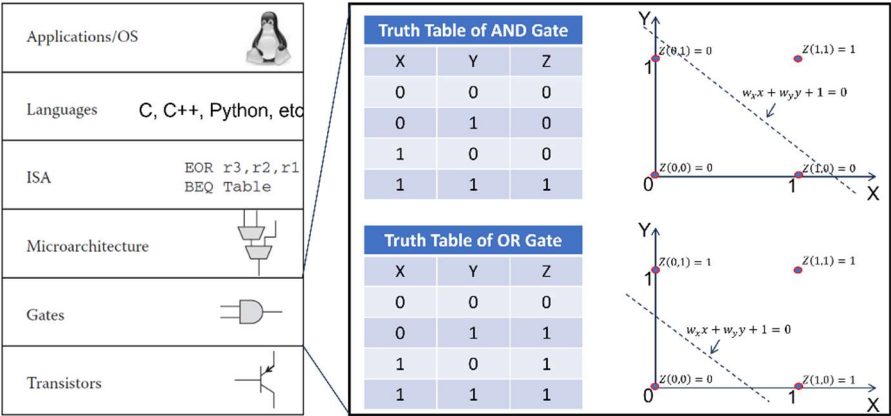 Applications/OS
Languages C, C++, Python, etc
ISA
EOR r3,r2,r1
BEQ Table
Microarchitecture
Gates
Transistors
Truth Table of AND Gate
X Y Z
0 0 0
0 1 0
1 0 0
1 1 1
Y
Z(0,1) = 0
Z(1,1) = 1
1
w_x x + w_y y + 1 = 0
Z(0,0) = 0
Z(1,0) = 0
0
1
X
Truth Table of OR Gate
X Y Z
0 0 0
0 1 1
1 0 1
1 1 1
Y
Z(0,1) = 1
Z(1,1) = 1
1
w_x x + w_y y + 1 = 0
Z(0,0) = 0
Z(1,0) = 1
0
1
X